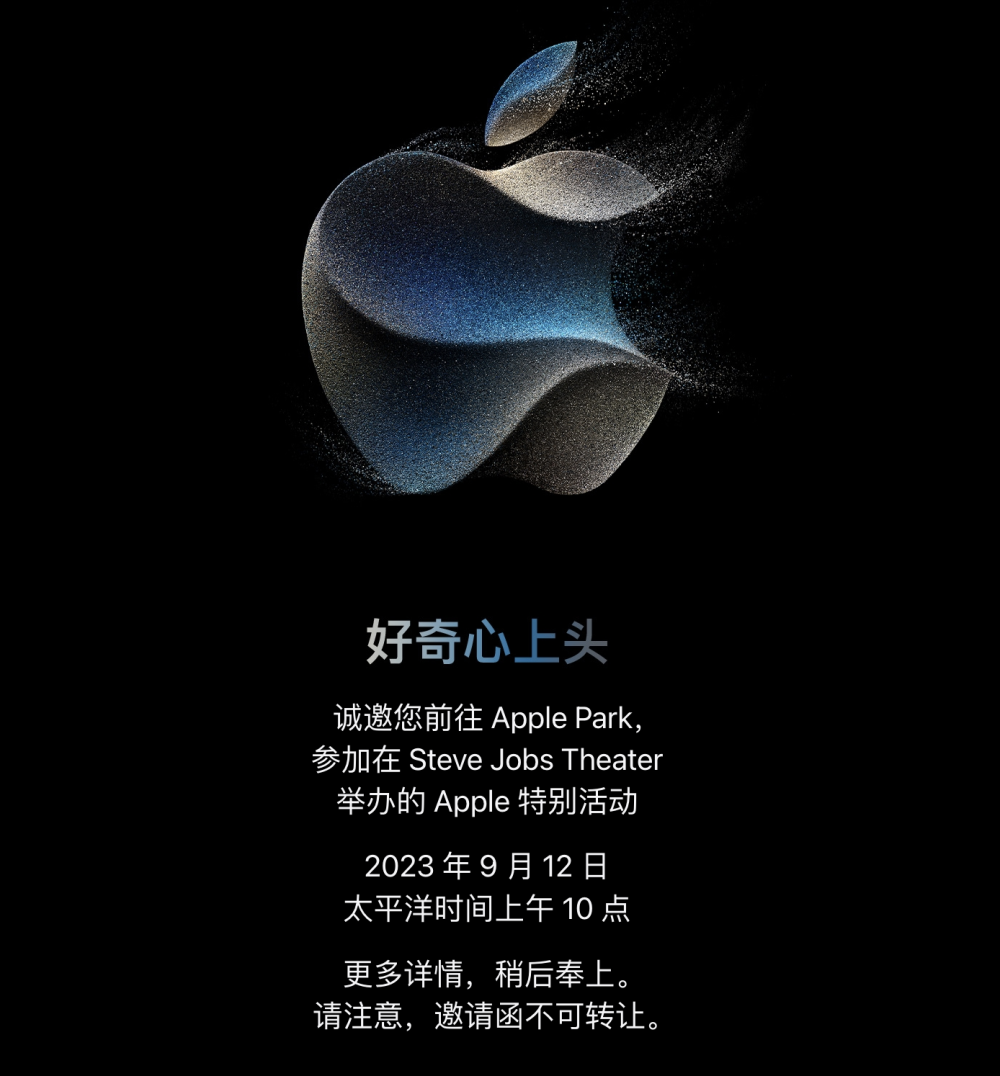 好奇心上头
诚邀您前往 Apple Park，
参加在 Steve Jobs Theater
举办的 Apple 特别活动
2023 年 9 月 12 日
太平洋时间上午 10 点
更多详情，稍后奉上。
请注意，邀请函不可转让。